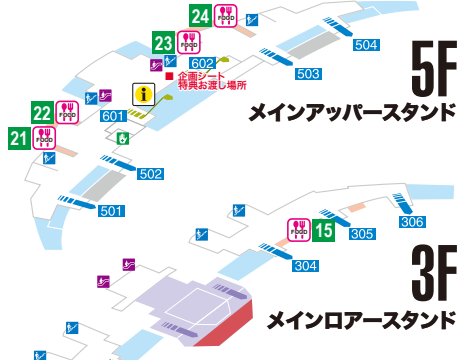 24
FOOD
504
23
FOOD
602
503
■企画シート
特典お渡し場所
5F
メインアッパースタンド
i
22
FOOD
601
21
FOOD
502
501
306
FOOD
15
305
304
3F
メインロアースタンド